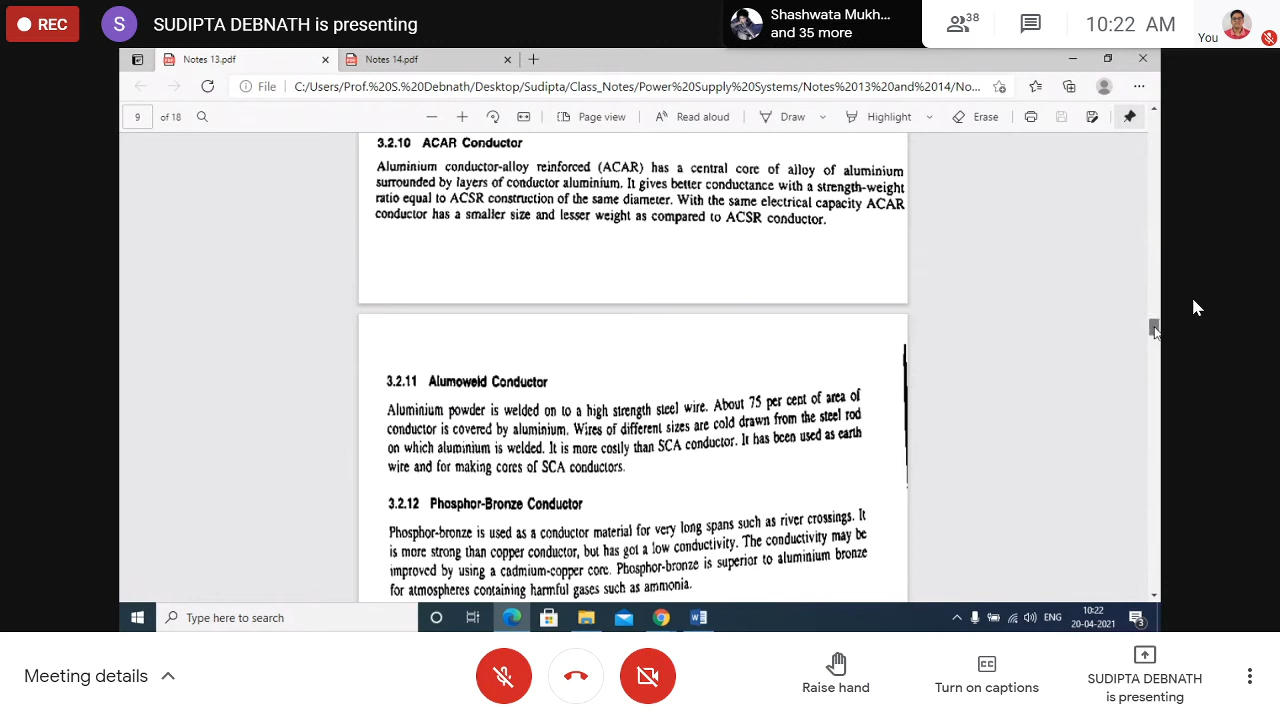 REC
S
SUDIPTA DEBNATH is presenting
Shashwata Mukh...
and 35 more
38
10:22 AM
You
Notes 13.pdf
Notes 14.pdf
File
C:/Users/Prof.%20S.%20Debnath/Desktop/Sudipta/Class_Notes/Power%20Supply%20Systems/Notes%2013%20and%2014/No...
9 of 18
Page view
Read aloud
Draw
Highlight
Erase
3.2.10 ACAR Conductor
Aluminium conductor-alloy reinforced (ACAR) has a central core of alloy of aluminium
surrounded by layers of conductor aluminium. It gives better conductance with a strength-weight
ratio equal to ACSR construction of the same diameter. With the same electrical capacity ACAR
conductor has a smaller size and lesser weight as compared to ACSR conductor.
3.2.11 Alumoweld Conductor
Aluminium powder is welded on to a high strength steel wire. About 75 per cent of area of
conductor is covered by aluminium. Wires of different sizes are cold drawn from the steel rod
on which aluminium is welded. It is more costly than SCA conductor. It has been used as earth
wire and for making cores of SCA conductors.
3.2.12 Phosphor-Bronze Conductor
Phosphor-bronze is used as a conductor material for very long spans such as river crossings. It
is more strong than copper conductor, but has got a low conductivity. The conductivity may be
improved by using a cadmium-copper core. Phosphor-bronze is superior to aluminium bronze
for atmospheres containing harmful gases such as ammonia.
Type here to search
ENG
10:22
20-04-2021
3
Meeting details
Raise hand
Turn on captions
SUDIPTA DEBNATH
is presenting